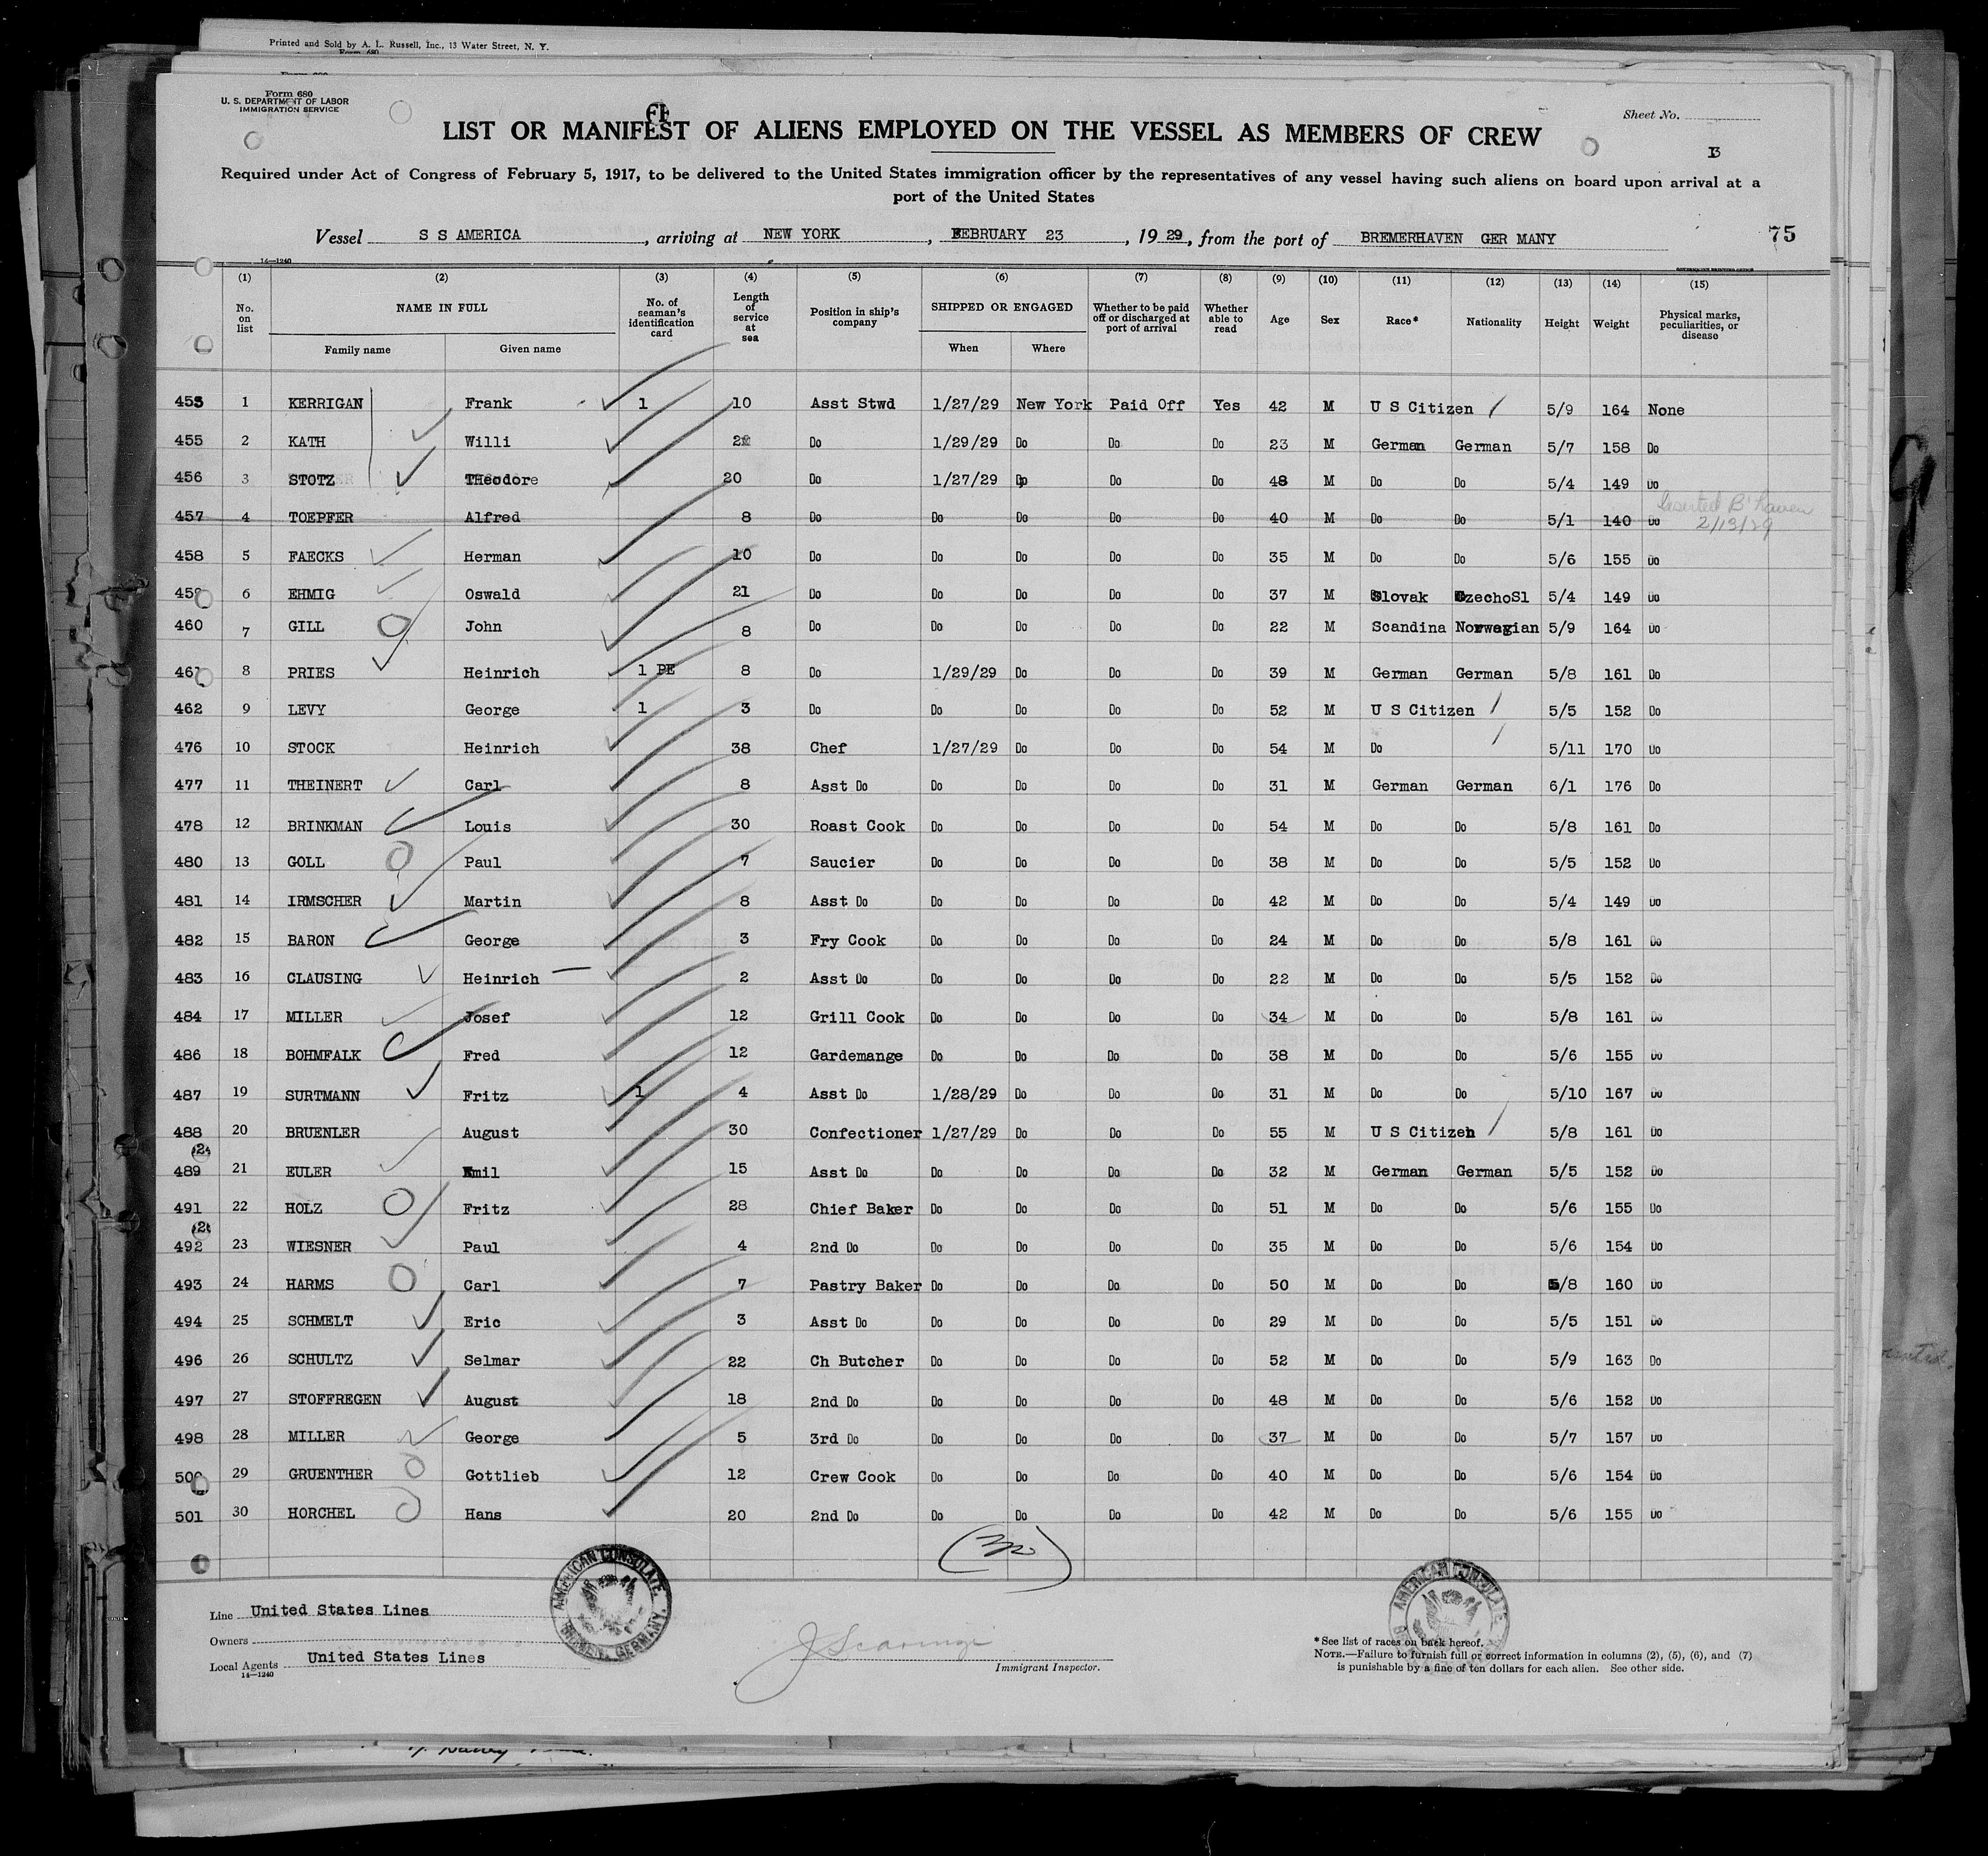 Printed and Sold by A. L. Russell, Inc., 13 Water Street, N. Y.
Form 680
U. S. DEPARTMENT OF LABOR
IMMIGRATION SERVICE
Sheet No.
LIST OR MANIFEST OF ALIENS EMPLOYED ON THE VESSEL AS MEMBERS OF CREW
Required under Act of Congress of February 5, 1917, to be delivered to the United States immigration officer by the representatives of any vessel having such aliens on board upon arrival at a
port of the United States
Vessel S S AMERICA, arriving at NEW YORK, FEBRUARY 23, 1929, from the port of BREMERHAVEN GER MANY 75
14—1240
(1) (2) (3) (4) (5) (6) (7) (8) (9) (10) (11) (12) (13) (14) (15)
No. on list NAME IN FULL Family name Given name No. of seaman's identification card Length of service at sea Position in ship's company SHIPPED OR ENGAGED When Where Whether to be paid off or discharged at port of arrival Whether able to read Age Sex Race* Nationality Height Weight Physical marks, peculiarities, or disease
453 1 KERRIGAN Frank 1 10 Asst Stwd 1/27/29 New York Paid Off Yes 42 M U S Citizen 5/9 164 None
455 2 KATH Willi Do 1/29/29 Do Do Do 23 M German German 5/7 158 Do
456 3 STOTZ THeodore 20 Do 1/27/29 Do Do Do 48 M Do Do 5/4 149 Do
457 4 TOEPFER Alfred 8 Do Do Do Do Do 40 M Do Do 5/1 140 Do Deserted B'haven 2/13/29
458 5 FAECKS Herman 10 Do Do Do Do Do 35 M Do Do 5/6 155 Do
6 EHMIG Oswald 21 Do Do Do Do Do 37 M Slovak CzechoSl 5/4 149 Do
460 7 GILL John 8 Do Do Do Do Do 22 M Scandina Norwegian 5/9 164 Do
461 8 PRIES Heinrich 1 PE 8 Do 1/29/29 Do Do Do 39 M German German 5/8 161 Do
462 9 LEVY George 1 3 Do Do Do Do Do 52 M U S Citizen 5/5 152 Do
476 10 STOCK Heinrich 38 Chef 1/27/29 Do Do Do 54 M Do 5/11 170 Do
477 11 THEINERT Carl 8 Asst Do Do Do Do Do 31 M German German 6/1 176 Do
478 12 BRINKMAN Louis 30 Roast Cook Do Do Do Do 54 M Do Do 5/8 161 Do
480 13 GOLL Paul 7 Saucier Do Do Do Do 38 M Do Do 5/5 152 Do
481 14 IRMSCHER Martin 8 Asst Do Do Do Do Do 42 M Do Do 5/4 149 Do
482 15 BARON George 3 Fry Cook Do Do Do Do 24 M Do Do 5/8 161 Do
483 16 CLAUSING Heinrich 2 Asst Do Do Do Do Do 22 M Do Do 5/5 152 Do
484 17 MILLER Josef 12 Grill Cook Do Do Do Do 34 M Do Do 5/8 161 Do
486 18 BOHMFALK Fred 12 Gardemange Do Do Do Do 38 M Do Do 5/6 155 Do
487 19 SURTMANN Fritz 1 4 Asst Do 1/28/29 Do Do Do 31 M Do Do 5/10 167 Do
488 20 BRUENLER August 30 Confectioner 1/27/29 Do Do Do 55 M U S Citizen 5/8 161 Do
489 21 EULER Emil 15 Asst Do Do Do Do Do 32 M German German 5/5 152 Do
491 22 HOLZ Fritz 28 Chief Baker Do Do Do Do 51 M Do Do 5/6 155 Do
492 23 WIESNER Paul 4 2nd Do Do Do Do Do 35 M Do Do 5/6 154 Do
493 24 HARMS Carl 7 Pastry Baker Do Do Do Do 50 M Do Do 5/8 160 Do
494 25 SCHMELT Eric 3 Asst Do Do Do Do Do 29 M Do Do 5/5 151 Do
496 26 SCHULTZ Selmar 22 Ch Butcher Do Do Do Do 52 M Do Do 5/9 163 Do
497 27 STOFFREGEN August 18 2nd Do Do Do Do Do 48 M Do Do 5/6 152 Do
498 28 MILLER George 5 3rd Do Do Do Do Do 37 M Do Do 5/7 157 Do
29 GRUENTHER Gottlieb 12 Crew Cook Do Do Do Do 40 M Do Do 5/6 154 Do
501 30 HORCHEL Hans 20 2nd Do Do Do Do Do 42 M Do Do 5/6 155 Do
AMERICAN CONSULATE, BREMEN, GERMANY.
AMERICAN CONSULATE
Line United States Lines
Owners
Local Agents United States Lines
14—1240
Immigrant Inspector.
*See list of races on back hereof.
NOTE.—Failure to furnish full or correct information in columns (2), (5), (6), and (7)
is punishable by a fine of ten dollars for each alien. See other side.